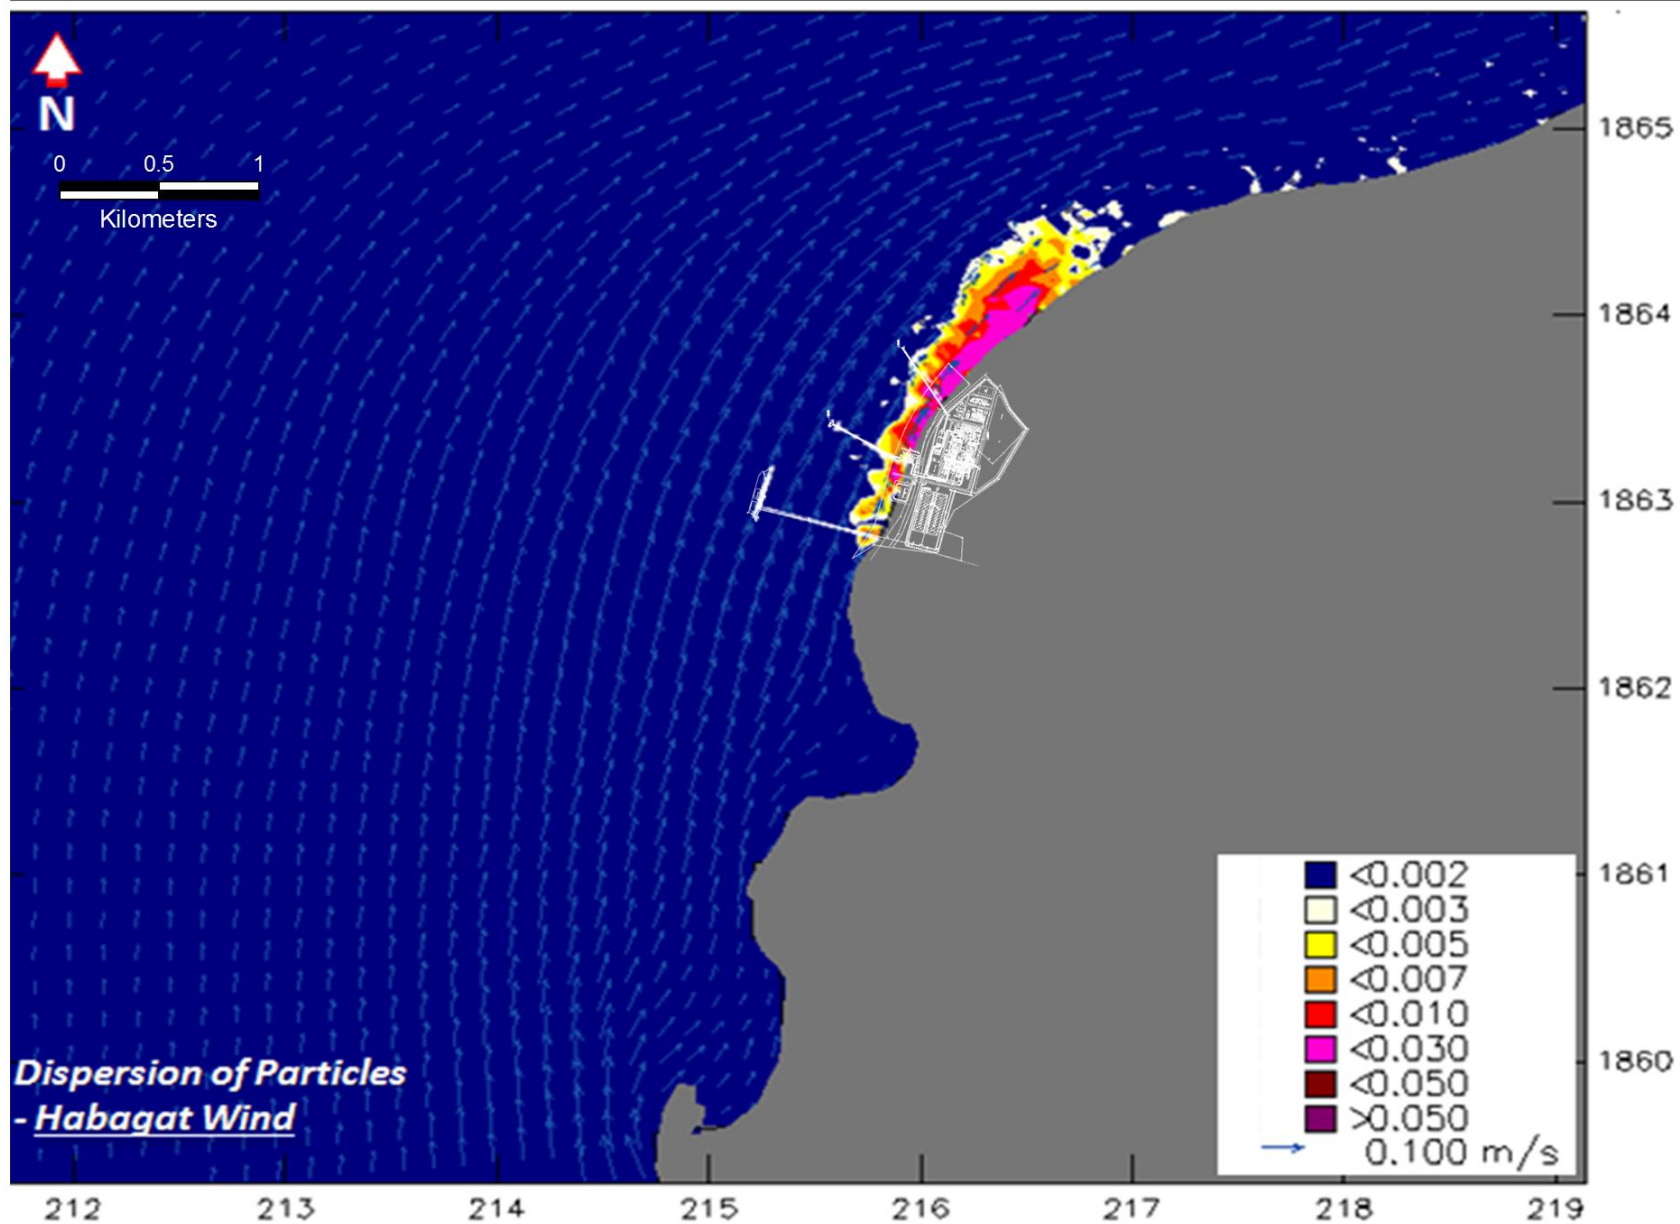 N
0 0.5 1
Kilometers
1865
1864
1863
1862
1861
1860
<0.002
<0.003
<0.005
<0.007
<0.010
<0.030
<0.050
>0.050
0.100 m/s
Dispersion of Particles
- Habagat Wind
212 213 214 215 216 217 218 219